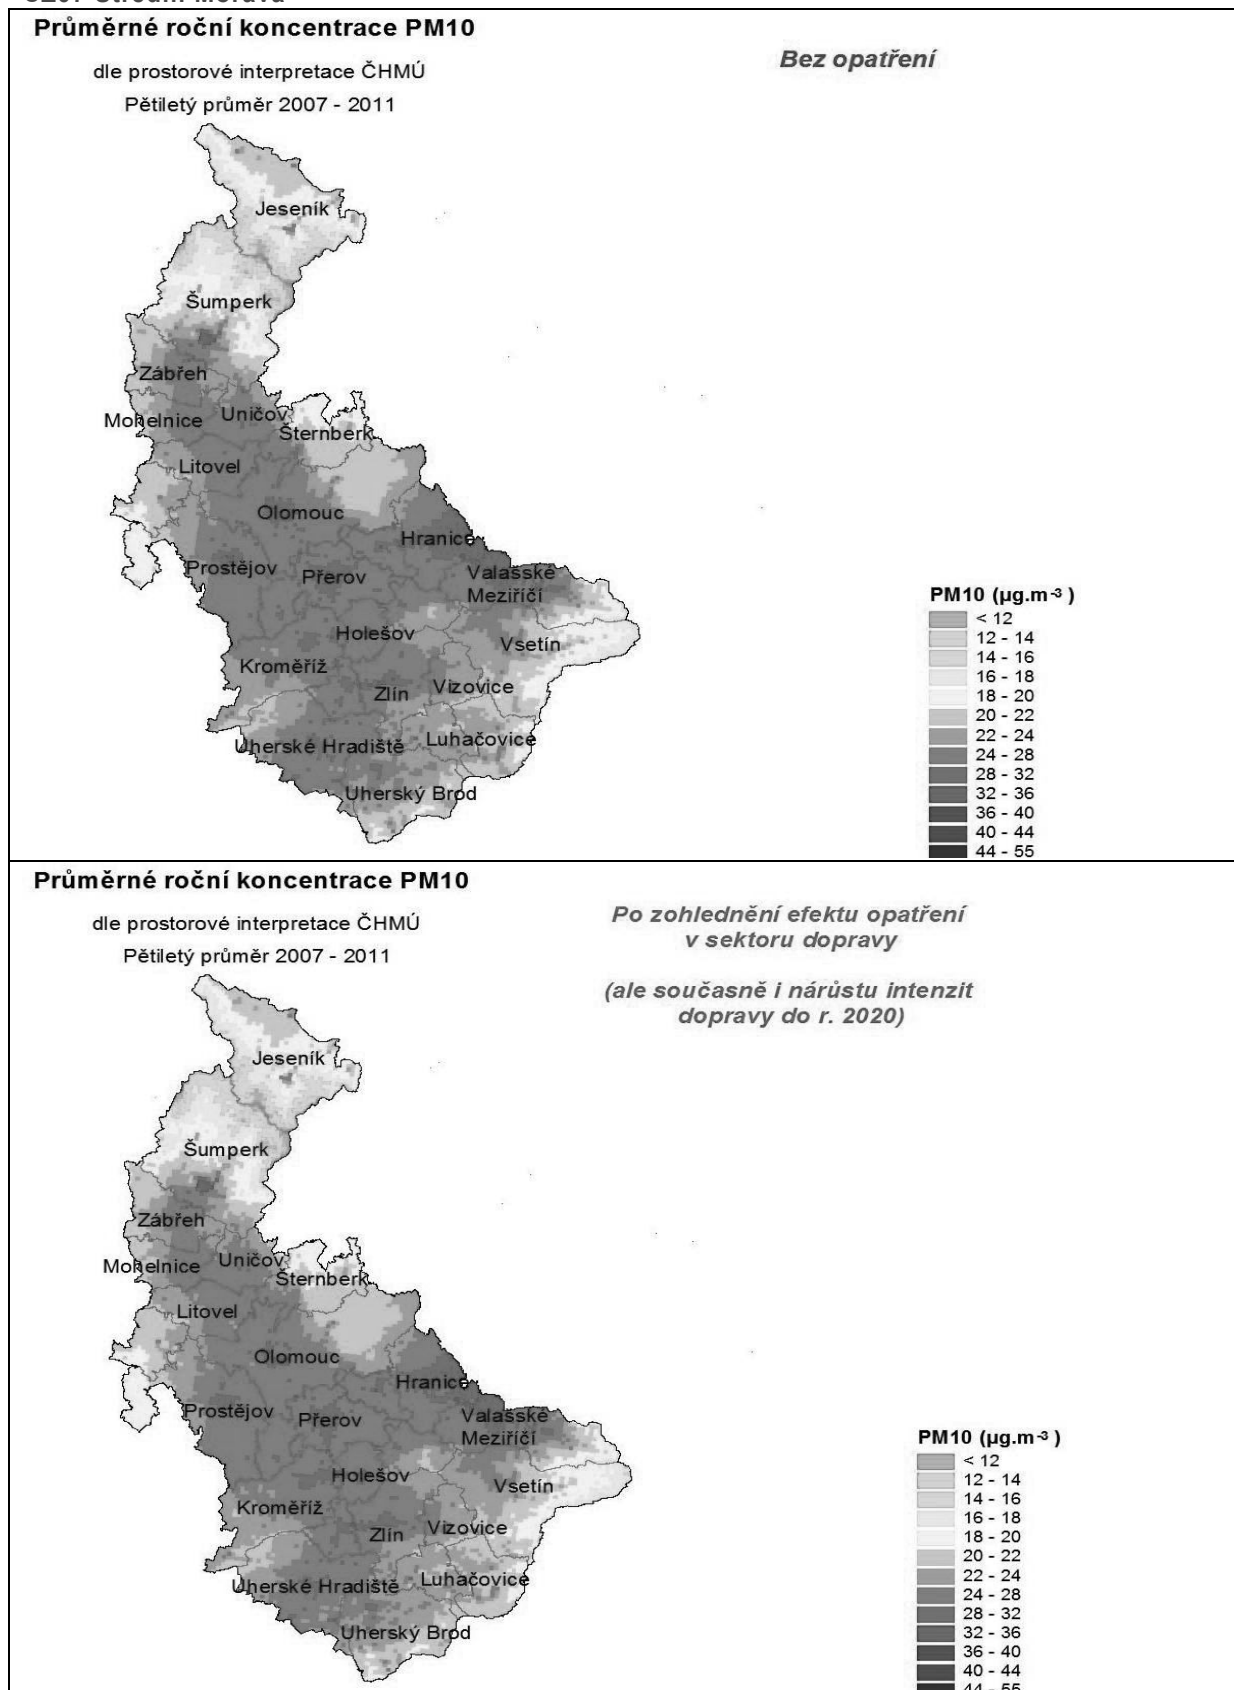 Průměrné roční koncentrace PM10
dle prostorové interpretace ČHMÚ
Pětiletý průměr 2007 - 2011
Bez opatření
Jeseník
Šumperk
Zábřeh
Mohelnice
Uničov
Šternberk
Litovel
Olomouc
Hranice
Prostějov
Přerov
Valašské
Meziříčí
Holešov
Vsetín
Kroměříž
Zlín
Vizovice
Uherské Hradiště
Luhačovice
Uherský Brod
PM10 (µg.m-3 )
< 12
12 - 14
14 - 16
16 - 18
18 - 20
20 - 22
22 - 24
24 - 28
28 - 32
32 - 36
36 - 40
40 - 44
44 - 55
Průměrné roční koncentrace PM10
dle prostorové interpretace ČHMÚ
Pětiletý průměr 2007 - 2011
Po zohlednění efektu opatření
v sektoru dopravy
(ale současně i nárůstu intenzit
dopravy do r. 2020)
Jeseník
Šumperk
Zábřeh
Mohelnice
Uničov
Šternberk
Litovel
Olomouc
Hranice
Prostějov
Přerov
Valašské
Meziříčí
Holešov
Vsetín
Kroměříž
Zlín
Vizovice
Uherské Hradiště
Luhačovice
Uherský Brod
PM10 (µg.m-3 )
< 12
12 - 14
14 - 16
16 - 18
18 - 20
20 - 22
22 - 24
24 - 28
28 - 32
32 - 36
36 - 40
40 - 44
44 - 55